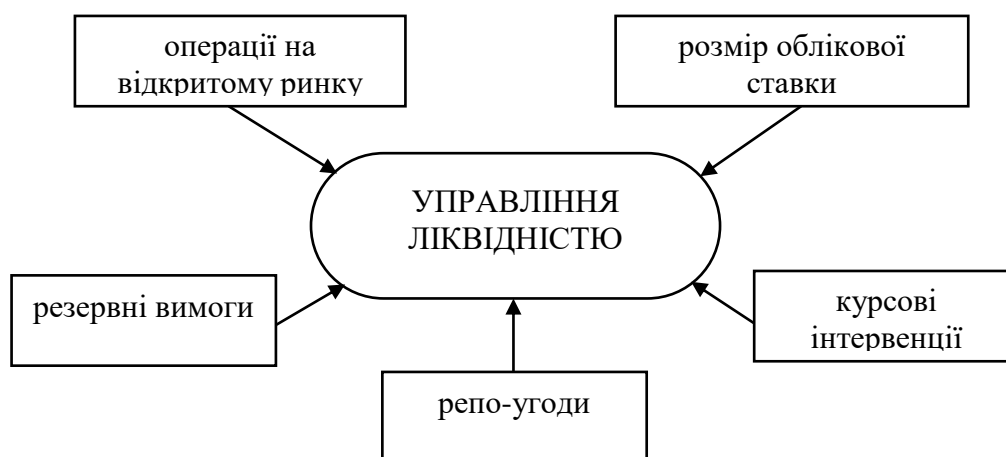 операції на
відкритому ринку
розмір облікової
ставки
УПРАВЛІННЯ
ЛІКВІДНІСТЮ
резервні вимоги
курсові
інтервенції
репо-угоди